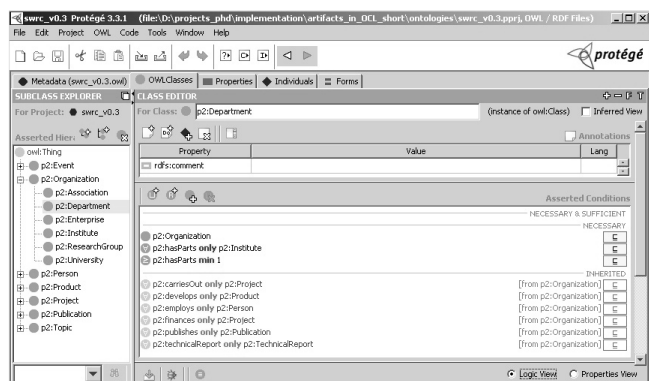 swrc_v0.3 Protégé 3.3.1 (file:\D:\projects_phd\implementation\artifacts_in_OCL_short\ontologies\swrc_v0.3.pprj, OWL / RDF Files)
File Edit Project OWL Code Tools Window Help
protégé
Metadata (swrc_v0.3.owl) OWLClasses Properties Individuals Forms
SUBCLASS EXPLORER CLASS EDITOR
For Project: swrc_v0.3 For Class: p2:Department (instance of owl:Class) Inferred View
Asserted Hier Annotations
Property Value Lang
rdfs:comment
owl:Thing
p2:Event
p2:Organization
p2:Association
p2:Department
p2:Enterprise
p2:Institute
p2:ResearchGroup
p2:University
p2:Person
p2:Product
p2:Project
p2:Publication
p2:Topic
Asserted Conditions
NECESSARY & SUFFICIENT
NECESSARY
p2:Organization
p2:hasParts only p2:Institute
p2:hasParts min 1
INHERITED
p2:carriesOut only p2:Project [from p2:Organization]
p2:develops only p2:Product [from p2:Organization]
p2:employs only p2:Person [from p2:Organization]
p2:finances only p2:Project [from p2:Organization]
p2:publishes only p2:Publication [from p2:Organization]
p2:technicalReport only p2:TechnicalReport [from p2:Organization]
Logic View Properties View